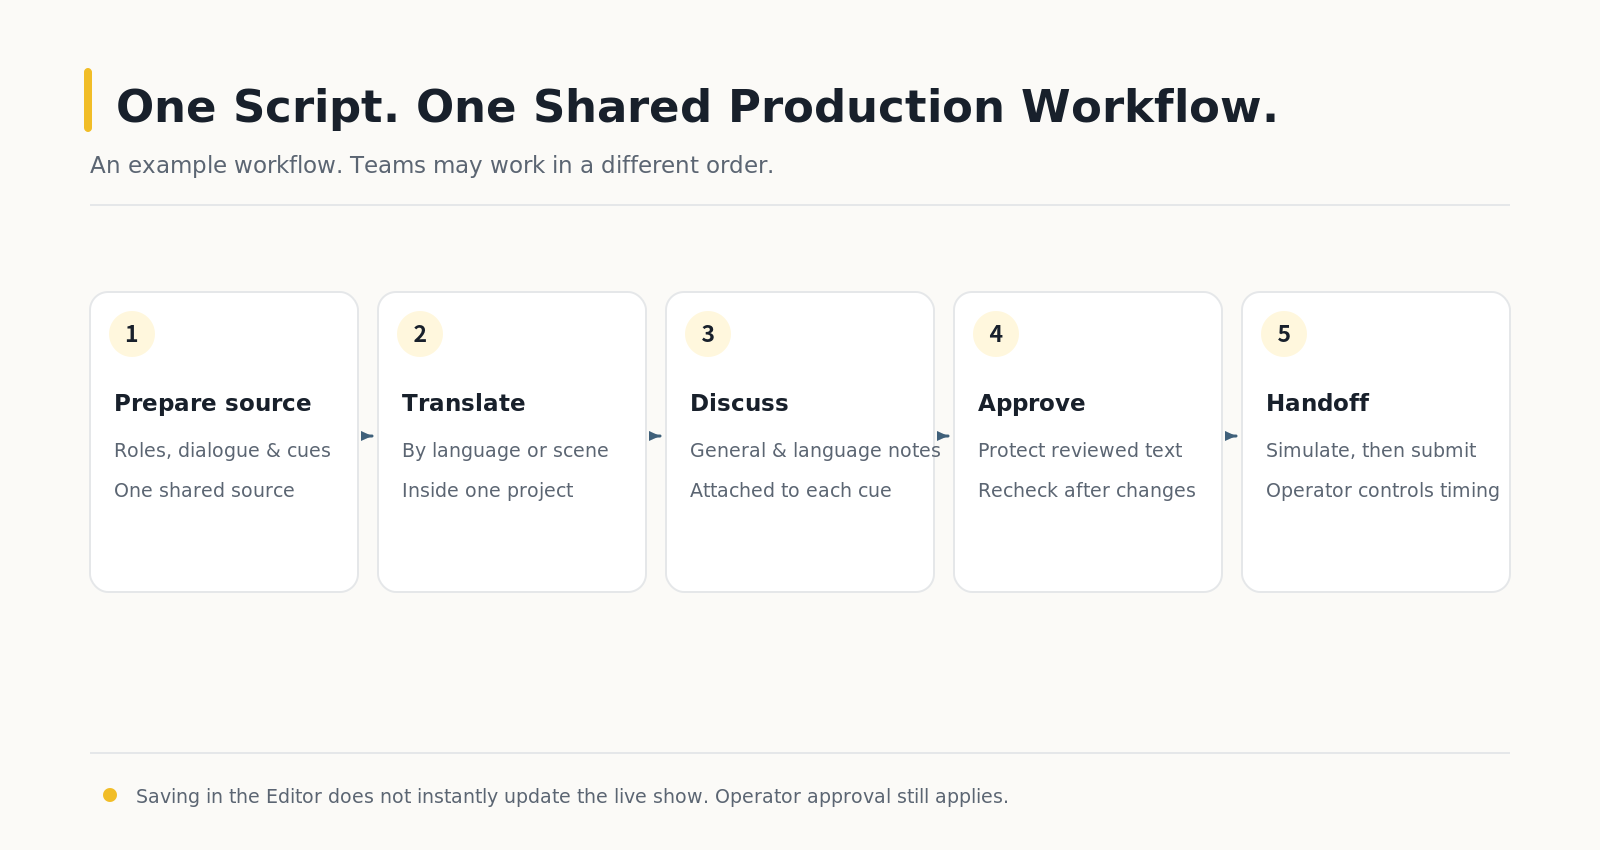 One Script. One Shared Production Workflow.
An example workflow. Teams may work in a different order.
1
Prepare source
Roles, dialogue & cues
One shared source
2
Translate
By language or scene
Inside one project
3
Discuss
General & language notes
Attached to each cue
4
Approve
Protect reviewed text
Recheck after changes
5
Handoff
Simulate, then submit
Operator controls timing
Saving in the Editor does not instantly update the live show. Operator approval still applies.